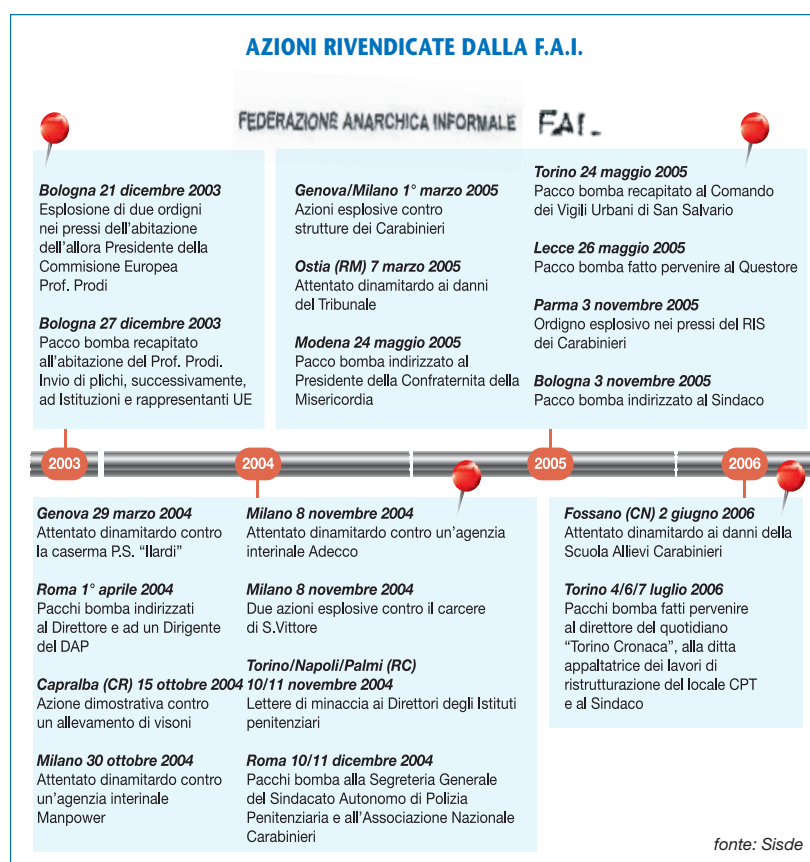 AZIONI RIVENDICATE DALLA F.A.I.
FEDERAZIONE ANARCHICA INFORMALE FAI_
Bologna 21 dicembre 2003
Esplosione di due ordigni
nei pressi dell'abitazione
dell'allora Presidente della
Commisione Europea
Prof. Prodi
Bologna 27 dicembre 2003
Pacco bomba recapitato
all'abitazione del Prof. Prodi.
Invio di plichi, successivamente,
ad Istituzioni e rappresentanti UE
Genova/Milano 1° marzo 2005
Azioni esplosive contro
strutture dei Carabinieri
Ostia (RM) 7 marzo 2005
Attentato dinamitardo ai danni
del Tribunale
Modena 24 maggio 2005
Pacco bomba indirizzato al
Presidente della Confraternita della
Misericordia
Torino 24 maggio 2005
Pacco bomba recapitato al Comando
dei Vigili Urbani di San Salvario
Lecce 26 maggio 2005
Pacco bomba fatto pervenire al Questore
Parma 3 novembre 2005
Ordigno esplosivo nei pressi del RIS
dei Carabinieri
Bologna 3 novembre 2005
Pacco bomba indirizzato al Sindaco
2003 2004 2005 2006
Genova 29 marzo 2004
Attentato dinamitardo contro
la caserma P.S. "Ilardi"
Roma 1° aprile 2004
Pacchi bomba indirizzati
al Direttore e ad un Dirigente
del DAP
Capralba (CR) 15 ottobre 2004
Azione dimostrativa contro
un allevamento di visoni
Milano 30 ottobre 2004
Attentato dinamitardo contro
un'agenzia interinale
Manpower
Milano 8 novembre 2004
Attentato dinamitardo contro un'agenzia
interinale Adecco
Milano 8 novembre 2004
Due azioni esplosive contro il carcere
di S.Vittore
Torino/Napoli/Palmi (RC)
10/11 novembre 2004
Lettere di minaccia ai Direttori degli Istituti
penitenziari
Roma 10/11 dicembre 2004
Pacchi bomba alla Segreteria Generale
del Sindacato Autonomo di Polizia
Penitenziaria e all'Associazione Nazionale
Carabinieri
Fossano (CN) 2 giugno 2006
Attentato dinamitardo ai danni della
Scuola Allievi Carabinieri
Torino 4/6/7 luglio 2006
Pacchi bomba fatti pervenire
al direttore del quotidiano
"Torino Cronaca", alla ditta
appaltatrice dei lavori di
ristrutturazione del locale CPT
e al Sindaco
fonte: Sisde